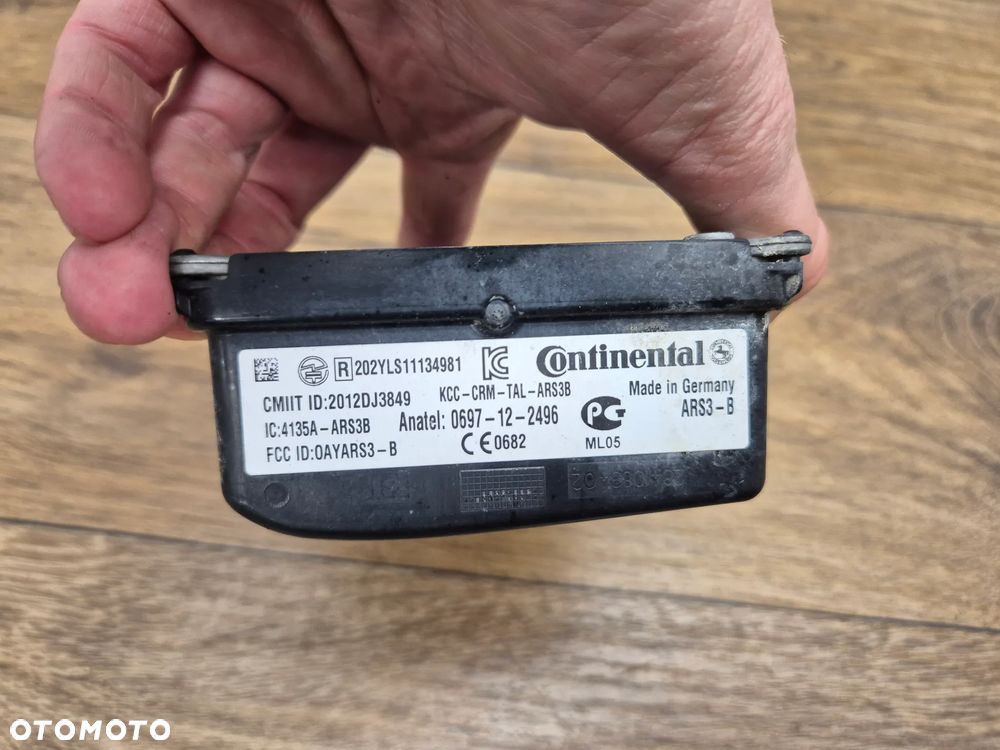 R 202YLS11134981
Continental
CMIIT ID:2012DJ3849
KCC-CRM-TAL-ARS3B
Made in Germany
IC:4135A-ARS3B
Anatel: 0697-12-2496
PG
ARS3-B
FCC ID:OAYARS3-B
CE0682
ML05
OTOMOTO